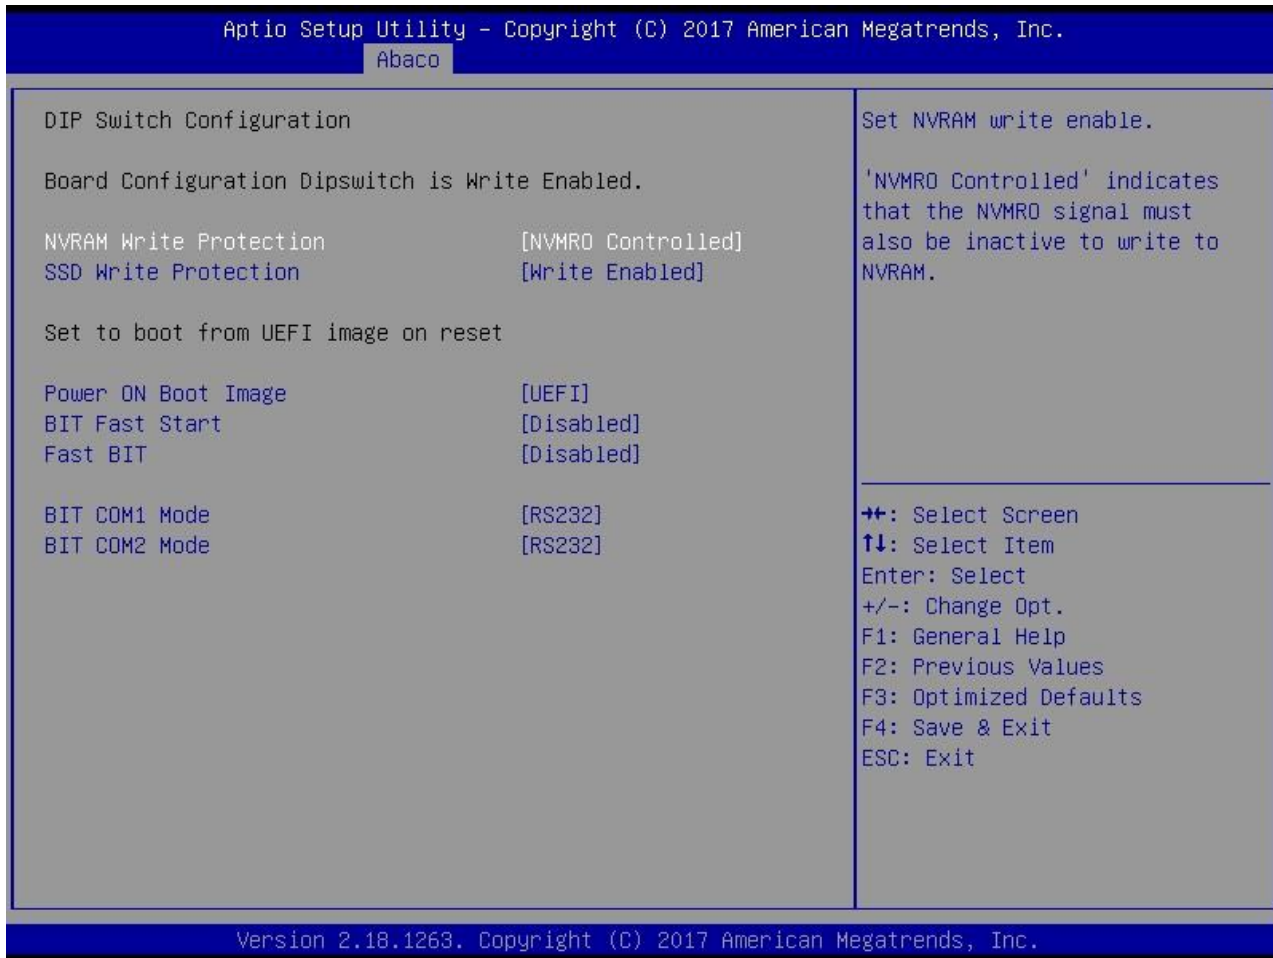 Aptio Setup Utility – Copyright (C) 2017 American Megatrends, Inc.
Abaco
DIP Switch Configuration
Board Configuration Dipswitch is Write Enabled.
NVRAM Write Protection [NVMRO Controlled]
SSD Write Protection [Write Enabled]
Set to boot from UEFI image on reset
Power ON Boot Image [UEFI]
BIT Fast Start [Disabled]
Fast BIT [Disabled]
BIT COM1 Mode [RS232]
BIT COM2 Mode [RS232]
Set NVRAM write enable.
'NVMRO Controlled' indicates
that the NVMRO signal must
also be inactive to write to
NVRAM.
→←: Select Screen
↑↓: Select Item
Enter: Select
+/-: Change Opt.
F1: General Help
F2: Previous Values
F3: Optimized Defaults
F4: Save & Exit
ESC: Exit
Version 2.18.1263. Copyright (C) 2017 American Megatrends, Inc.